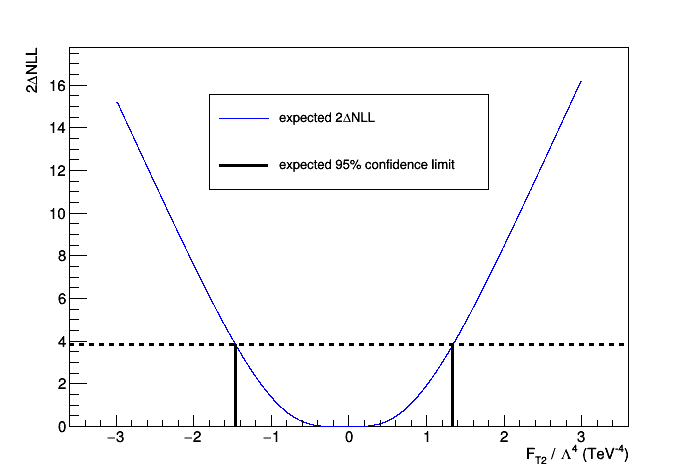 2ΔNLL
16
14
12
10
8
6
4
2
0
expected 2ΔNLL
expected 95% confidence limit
−3 −2 −1 0 1 2 3
F_T2 / Λ^4 (TeV^-4)